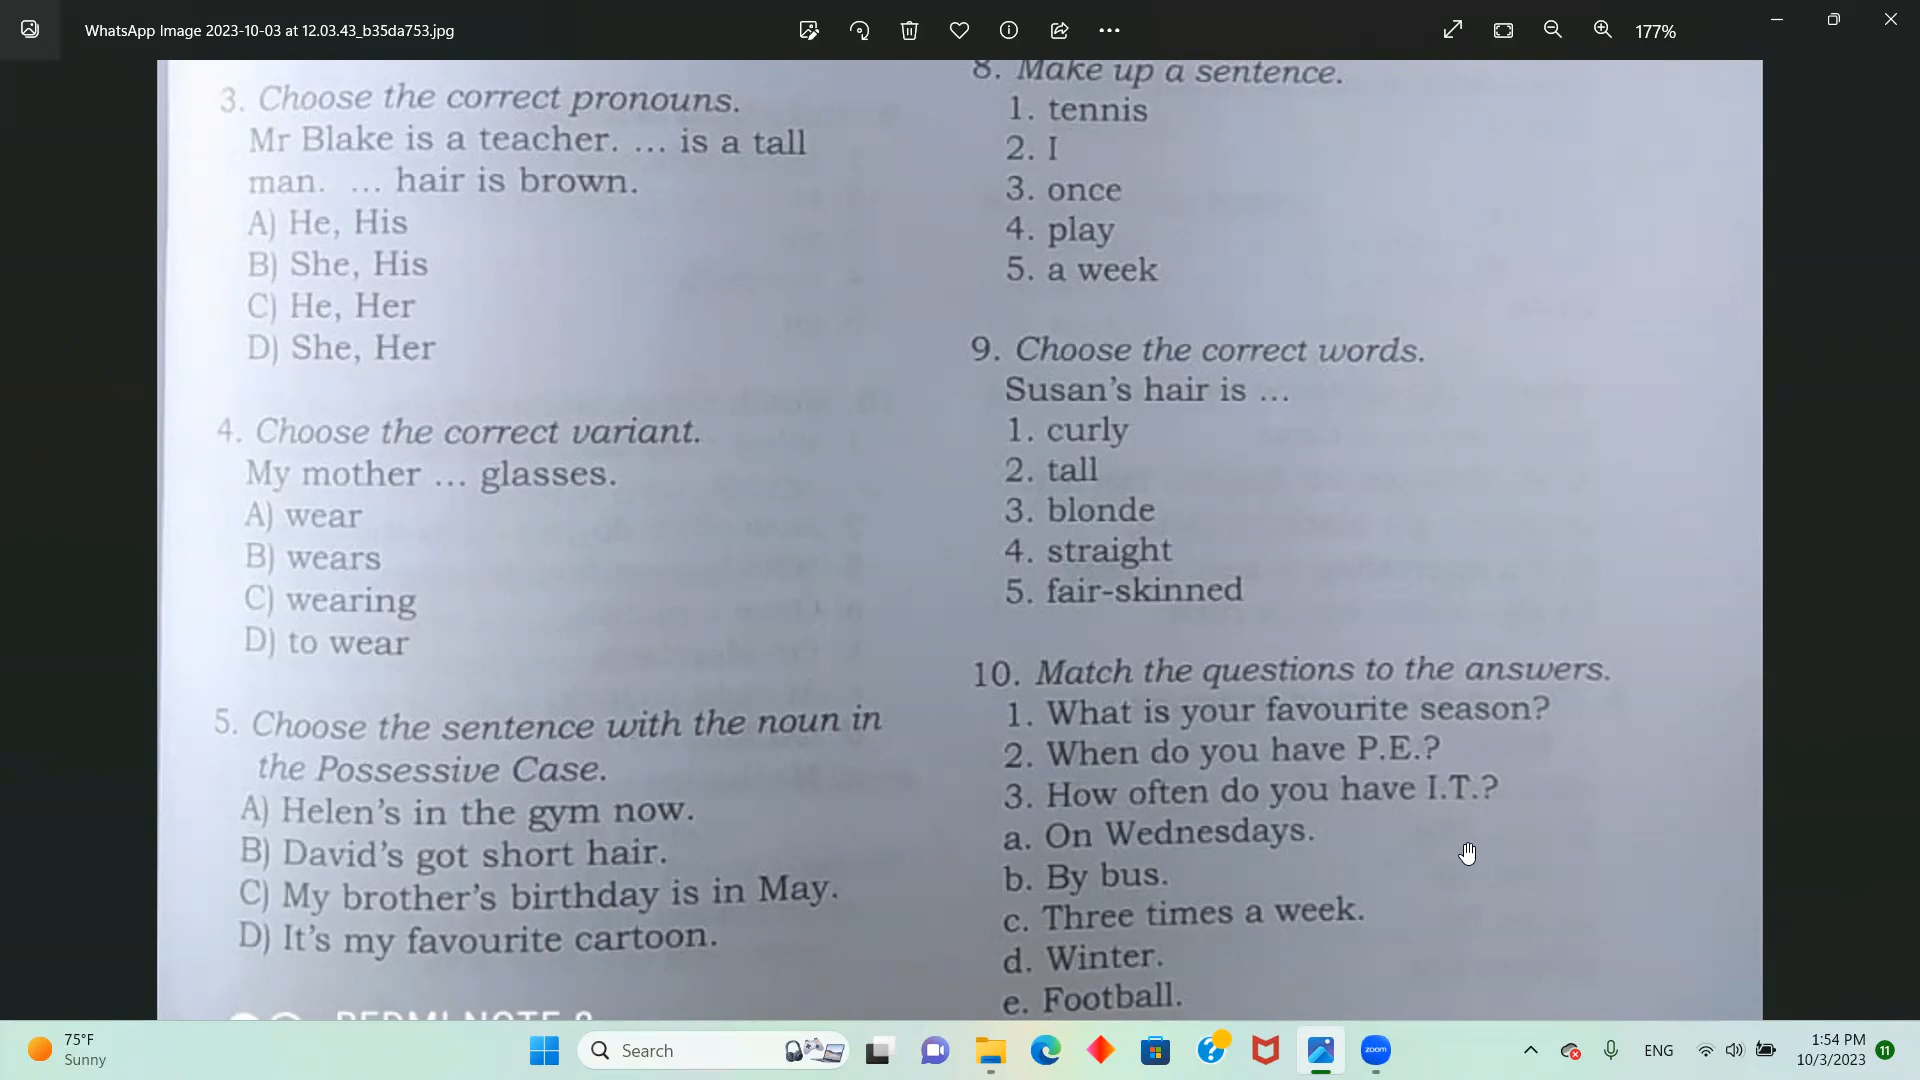 WhatsApp Image 2023-10-03 at 12.03.43_b35da753.jpg
177%
3. Choose the correct pronouns.
Mr Blake is a teacher. ... is a tall
man. ... hair is brown.
A) He, His
B) She, His
C) He, Her
D) She, Her
4. Choose the correct variant.
My mother ... glasses.
A) wear
B) wears
C) wearing
D) to wear
5. Choose the sentence with the noun in
the Possessive Case.
A) Helen's in the gym now.
B) David's got short hair.
C) My brother's birthday is in May.
D) It's my favourite cartoon.
REDMI NOTE 8
8. Make up a sentence.
1. tennis
2. I
3. once
4. play
5. a week
9. Choose the correct words.
Susan's hair is ...
1. curly
2. tall
3. blonde
4. straight
5. fair-skinned
10. Match the questions to the answers.
1. What is your favourite season?
2. When do you have P.E.?
3. How often do you have I.T.?
a. On Wednesdays.
b. By bus.
c. Three times a week.
d. Winter.
e. Football.
75°F
Sunny
Search
zoom
ENG
1:54 PM
10/3/2023
11